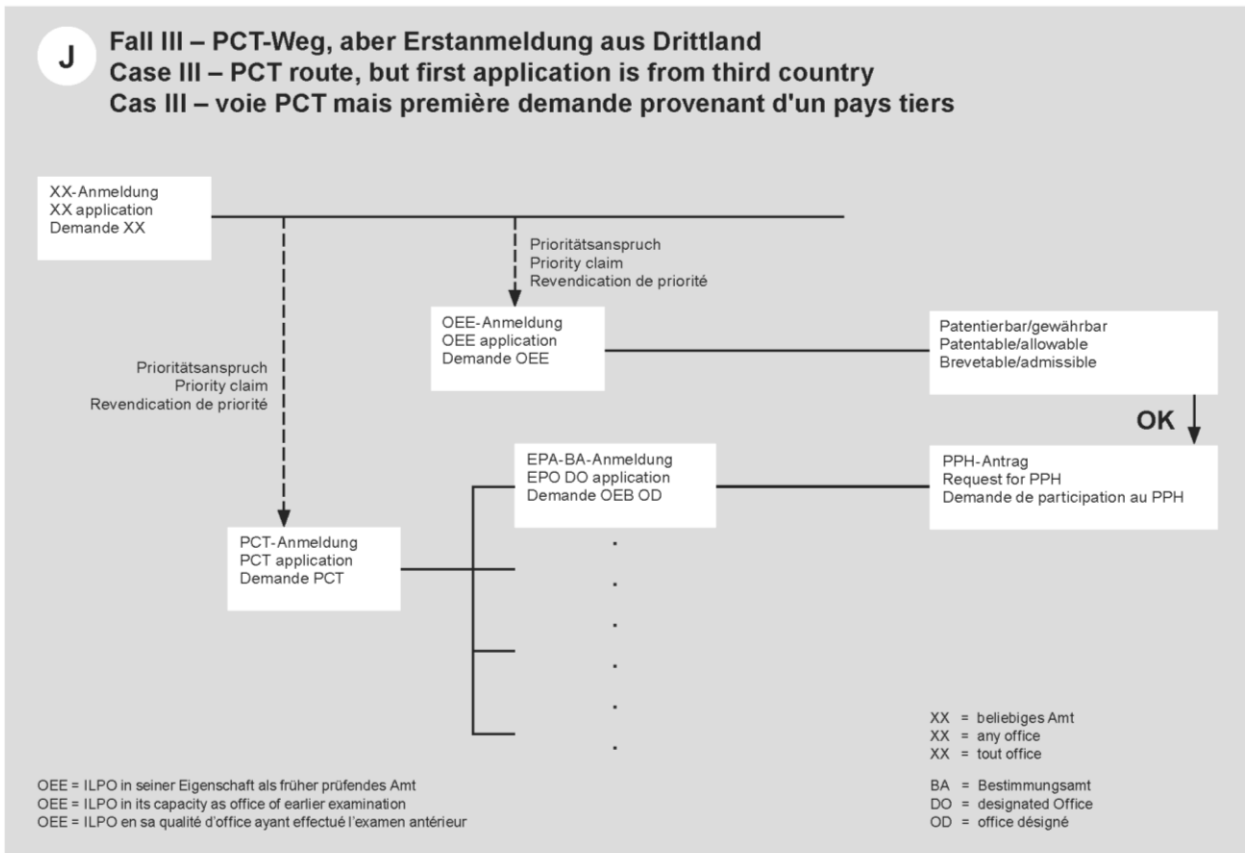 J
Fall III – PCT-Weg, aber Erstanmeldung aus Drittland
Case III – PCT route, but first application is from third country
Cas III – voie PCT mais première demande provenant d'un pays tiers
XX-Anmeldung
XX application
Demande XX
Prioritätsanspruch
Priority claim
Revendication de priorité
OEE-Anmeldung
OEE application
Demande OEE
Patentierbar/gewährbar
Patentable/allowable
Brevetable/admissible
Prioritätsanspruch
Priority claim
Revendication de priorité
OK
EPA-BA-Anmeldung
EPO DO application
Demande OEB OD
PPH-Antrag
Request for PPH
Demande de participation au PPH
PCT-Anmeldung
PCT application
Demande PCT
XX = beliebiges Amt
XX = any office
XX = tout office
OEE = ILPO in seiner Eigenschaft als früher prüfendes Amt
OEE = ILPO in its capacity as office of earlier examination
OEE = ILPO en sa qualité d'office ayant effectué l'examen antérieur
BA = Bestimmungsamt
DO = designated Office
OD = office désigné